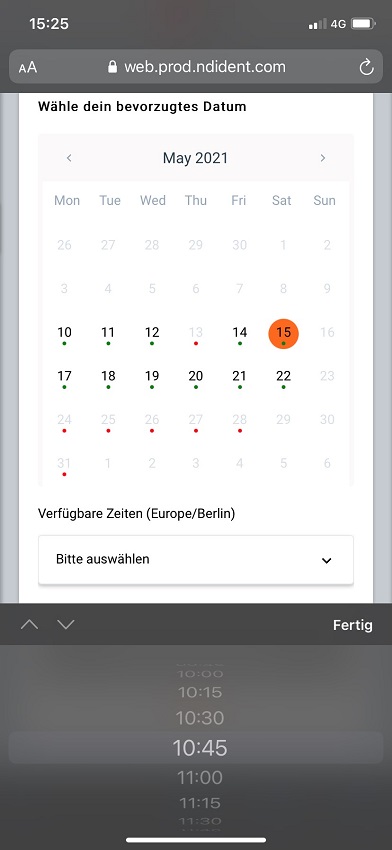 15:25 4G
AA web.prod.ndident.com
Wähle dein bevorzugtes Datum
May 2021
Mon Tue Wed Thu Fri Sat Sun
26 27 28 29 30 1 2
3 4 5 6 7 8 9
10 11 12 13 14 15 16
17 18 19 20 21 22 23
24 25 26 27 28 29 30
31 1 2 3 4 5 6
Verfügbare Zeiten (Europe/Berlin)
Bitte auswählen
Fertig
10:00
10:15
10:30
10:45
11:00
11:15
11:30